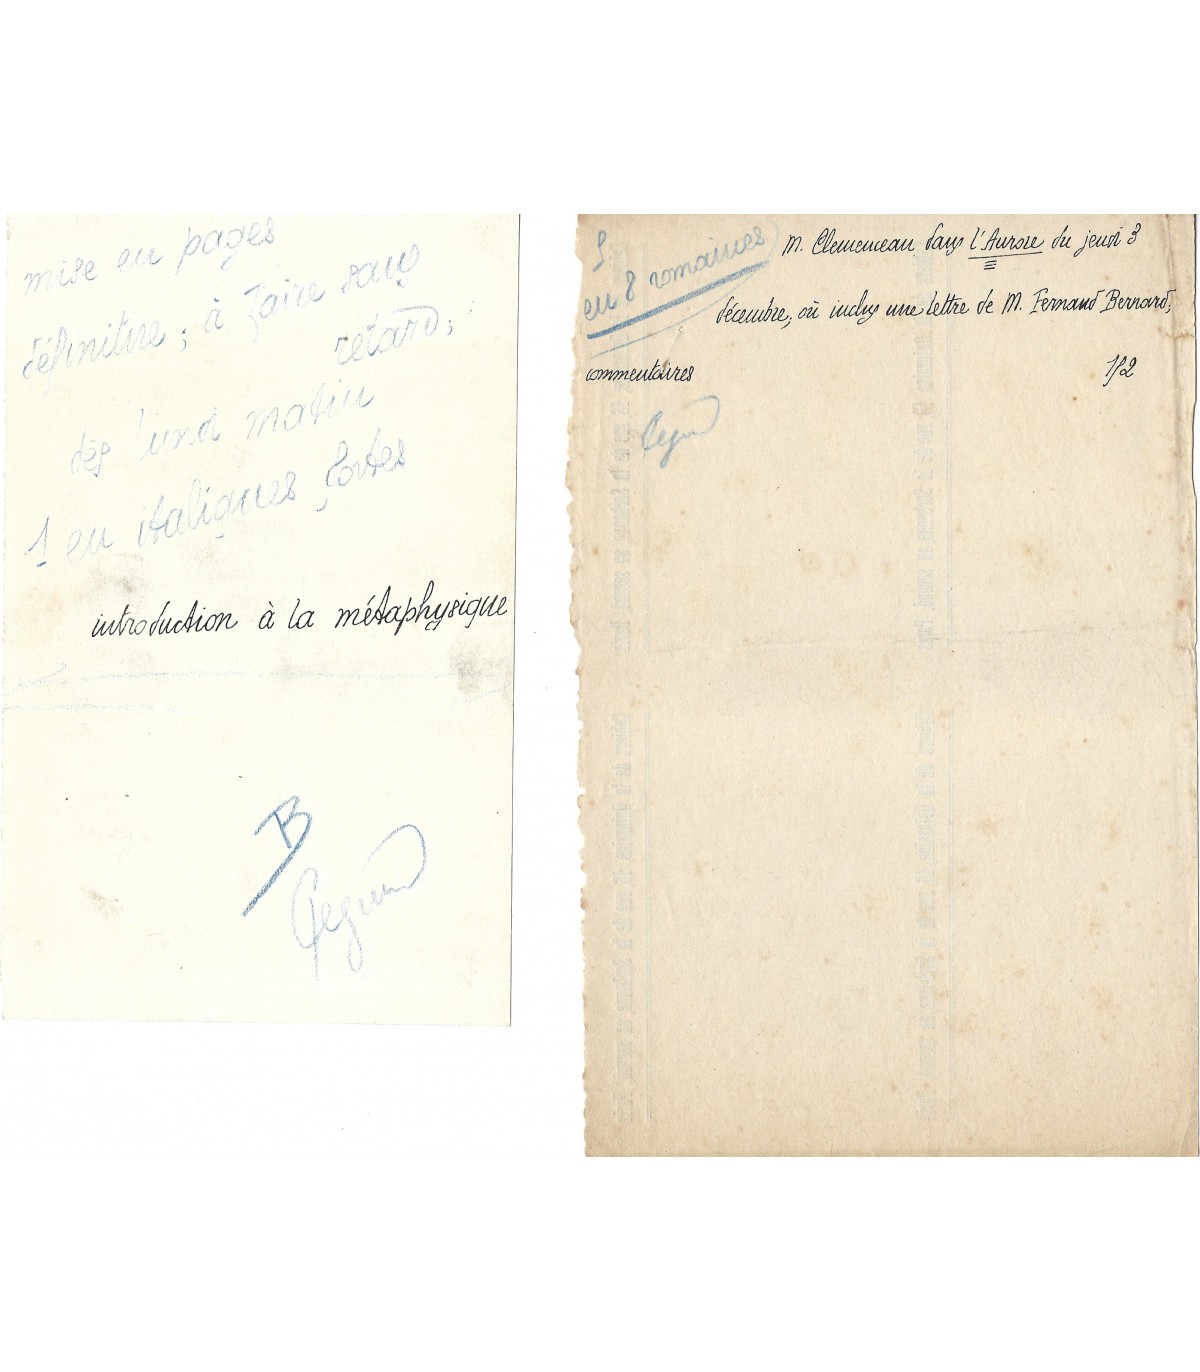 mise en pages
définitive; à faire sans
retard;
dès lundi matin
1 en italiques fortes
introduction à la métaphysique
B
Péguy
5
en 8 romaines
M. Clemenceau dans l'Aurore du jeudi 3
décembre; où inclus une lettre de M. Fernand Bernard;
commentaires 1/2
Péguy